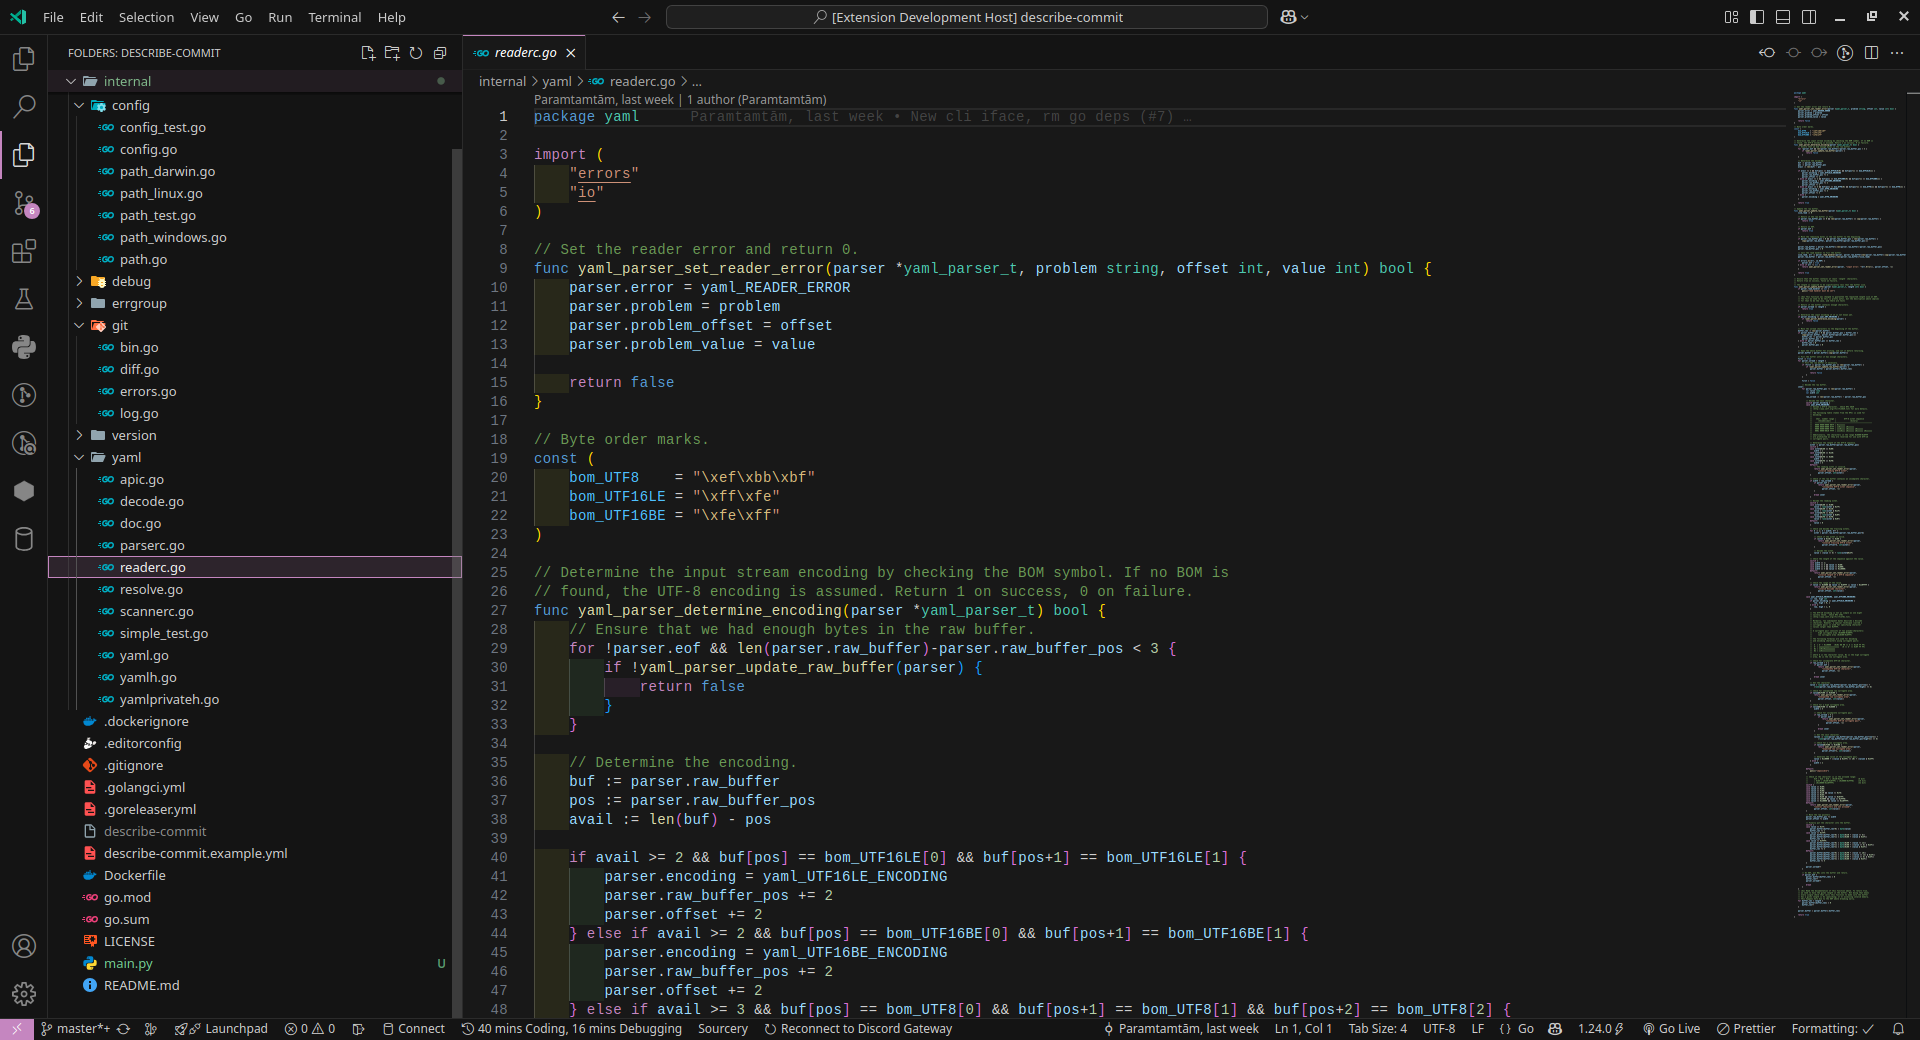 File Edit Selection View Go Run Terminal Help
[Extension Development Host] describe-commit
FOLDERS: DESCRIBE-COMMIT
internal
config
config_test.go
config.go
path_darwin.go
path_linux.go
path_test.go
path_windows.go
path.go
debug
errgroup
git
bin.go
diff.go
errors.go
log.go
version
yaml
apic.go
decode.go
doc.go
parserc.go
readerc.go
resolve.go
scannerc.go
simple_test.go
yaml.go
yamlh.go
yamlprivateh.go
.dockerignore
.editorconfig
.gitignore
.golangci.yml
.goreleaser.yml
describe-commit
describe-commit.example.yml
Dockerfile
go.mod
go.sum
LICENSE
main.py U
README.md
6
readerc.go
internal > yaml > readerc.go > ...
Paramtamtām, last week | 1 author (Paramtamtām)
1 package yaml Paramtamtām, last week • New cli iface, rm go deps (#7) …
2
3 import (
4 "errors"
5 "io"
6 )
7
8 // Set the reader error and return 0.
9 func yaml_parser_set_reader_error(parser *yaml_parser_t, problem string, offset int, value int) bool {
10 parser.error = yaml_READER_ERROR
11 parser.problem = problem
12 parser.problem_offset = offset
13 parser.problem_value = value
14
15 return false
16 }
17
18 // Byte order marks.
19 const (
20 bom_UTF8    = "\xef\xbb\xbf"
21 bom_UTF16LE = "\xff\xfe"
22 bom_UTF16BE = "\xfe\xff"
23 )
24
25 // Determine the input stream encoding by checking the BOM symbol. If no BOM is
26 // found, the UTF-8 encoding is assumed. Return 1 on success, 0 on failure.
27 func yaml_parser_determine_encoding(parser *yaml_parser_t) bool {
28 // Ensure that we had enough bytes in the raw buffer.
29 for !parser.eof && len(parser.raw_buffer)-parser.raw_buffer_pos < 3 {
30 if !yaml_parser_update_raw_buffer(parser) {
31 return false
32 }
33 }
34
35 // Determine the encoding.
36 buf := parser.raw_buffer
37 pos := parser.raw_buffer_pos
38 avail := len(buf) - pos
39
40 if avail >= 2 && buf[pos] == bom_UTF16LE[0] && buf[pos+1] == bom_UTF16LE[1] {
41 parser.encoding = yaml_UTF16LE_ENCODING
42 parser.raw_buffer_pos += 2
43 parser.offset += 2
44 } else if avail >= 2 && buf[pos] == bom_UTF16BE[0] && buf[pos+1] == bom_UTF16BE[1] {
45 parser.encoding = yaml_UTF16BE_ENCODING
46 parser.raw_buffer_pos += 2
47 parser.offset += 2
48 } else if avail >= 3 && buf[pos] == bom_UTF8[0] && buf[pos+1] == bom_UTF8[1] && buf[pos+2] == bom_UTF8[2] {
master*+ Launchpad 0 0 Connect 40 mins Coding, 16 mins Debugging Sourcery Reconnect to Discord Gateway Paramtamtām, last week Ln 1, Col 1 Tab Size: 4 UTF-8 LF {} Go 1.24.0 Go Live Prettier Formatting: ✓